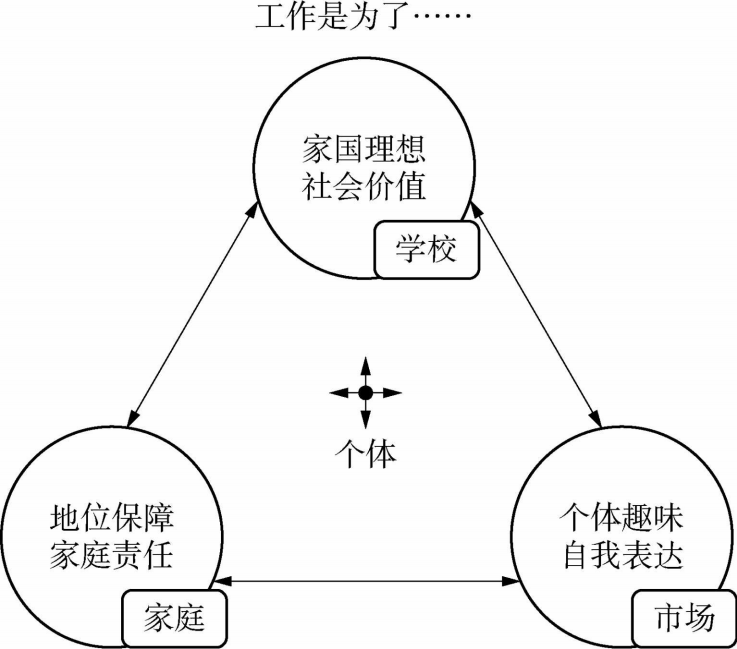 工作是为了……
家国理想
社会价值
学校
个体
地位保障
家庭责任
家庭
个体趣味
自我表达
市场